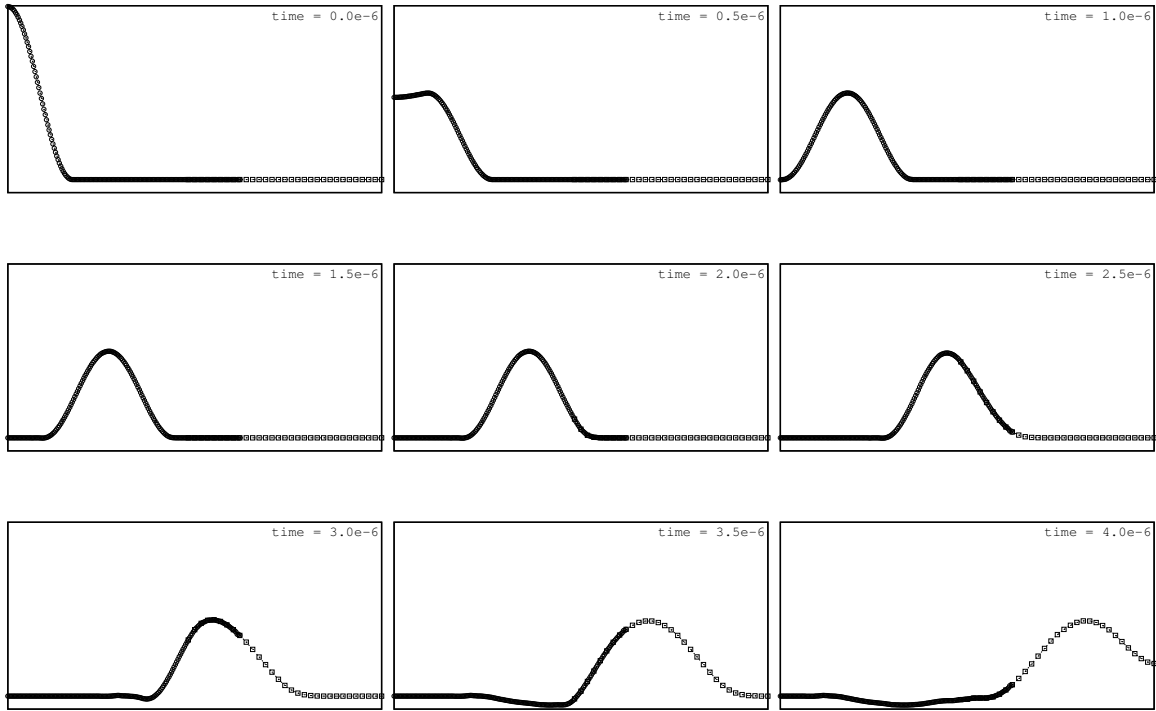 time = 0.0e-6
time = 0.5e-6
time = 1.0e-6
time = 1.5e-6
time = 2.0e-6
time = 2.5e-6
time = 3.0e-6
time = 3.5e-6
time = 4.0e-6